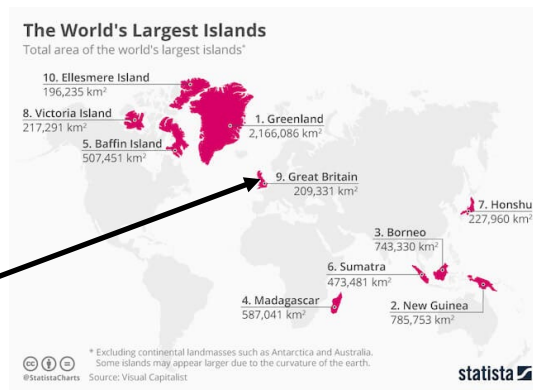 The World's Largest Islands
Total area of the world's largest islands*
10. Ellesmere Island
196,235 km²
8. Victoria Island
217,291 km²
1. Greenland
2,166,086 km²
5. Baffin Island
507,451 km²
9. Great Britain
209,331 km²
7. Honshu
227,960 km²
3. Borneo
743,330 km²
6. Sumatra
473,481 km²
4. Madagascar
587,041 km²
2. New Guinea
785,753 km²
* Excluding continental landmasses such as Antarctica and Australia.
Some islands may appear larger due to the curvature of the earth.
@StatistaCharts Source: Visual Capitalist
statista